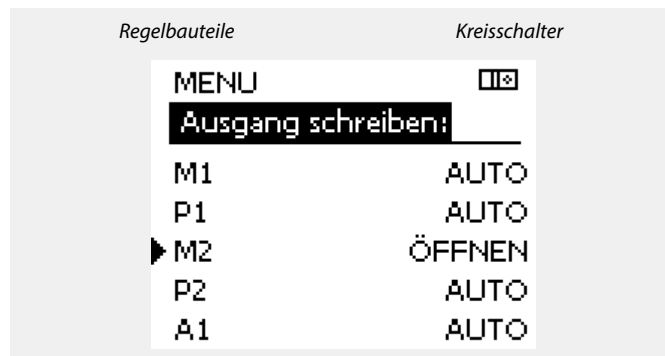 Regelbauteile Kreisschalter
MENU
Ausgang schreiben:
M1 AUTO
P1 AUTO
M2 ÖFFNEN
P2 AUTO
A1 AUTO